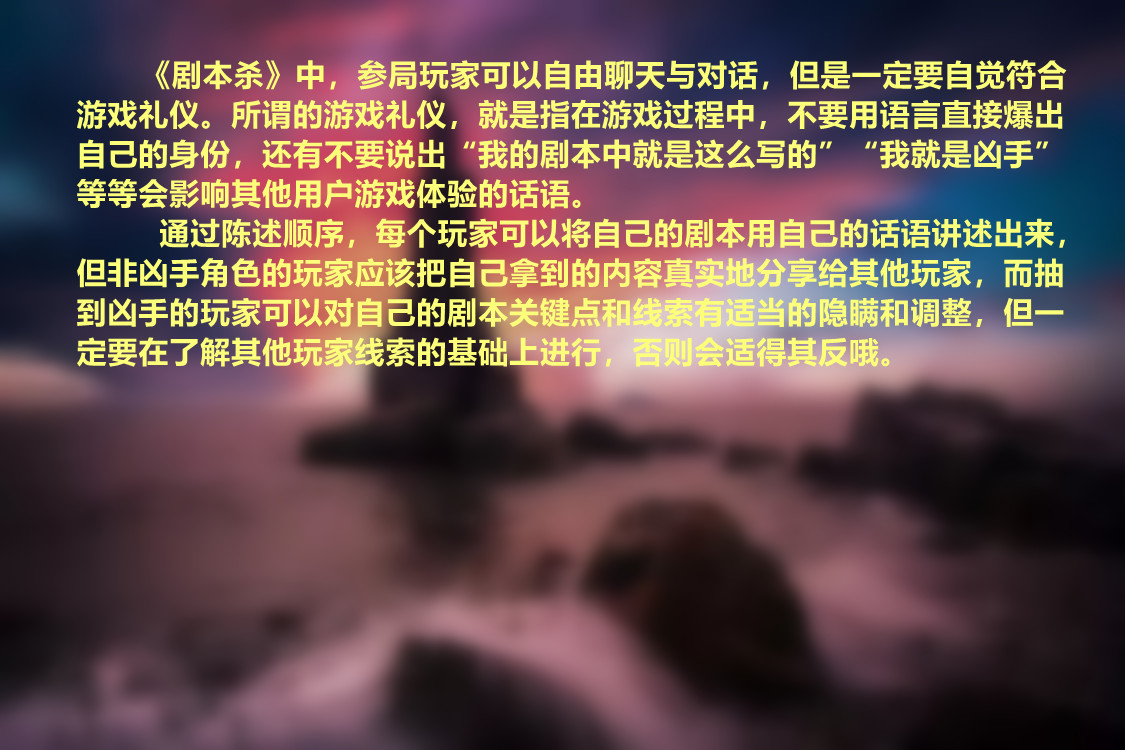 《剧本杀》中，参局玩家可以自由聊天与对话，但是一定要自觉符合
游戏礼仪。所谓的游戏礼仪，就是指在游戏过程中，不要用语言直接爆出
自己的身份，还有不要说出“我的剧本中就是这么写的”“我就是凶手”
等等会影响其他用户游戏体验的话语。
通过陈述顺序，每个玩家可以将自己的剧本用自己的话语讲述出来，
但非凶手角色的玩家应该把自己拿到的内容真实地分享给其他玩家，而抽
到凶手的玩家可以对自己的剧本关键点和线索有适当的隐瞒和调整，但一
定要在了解其他玩家线索的基础上进行，否则会适得其反哦。